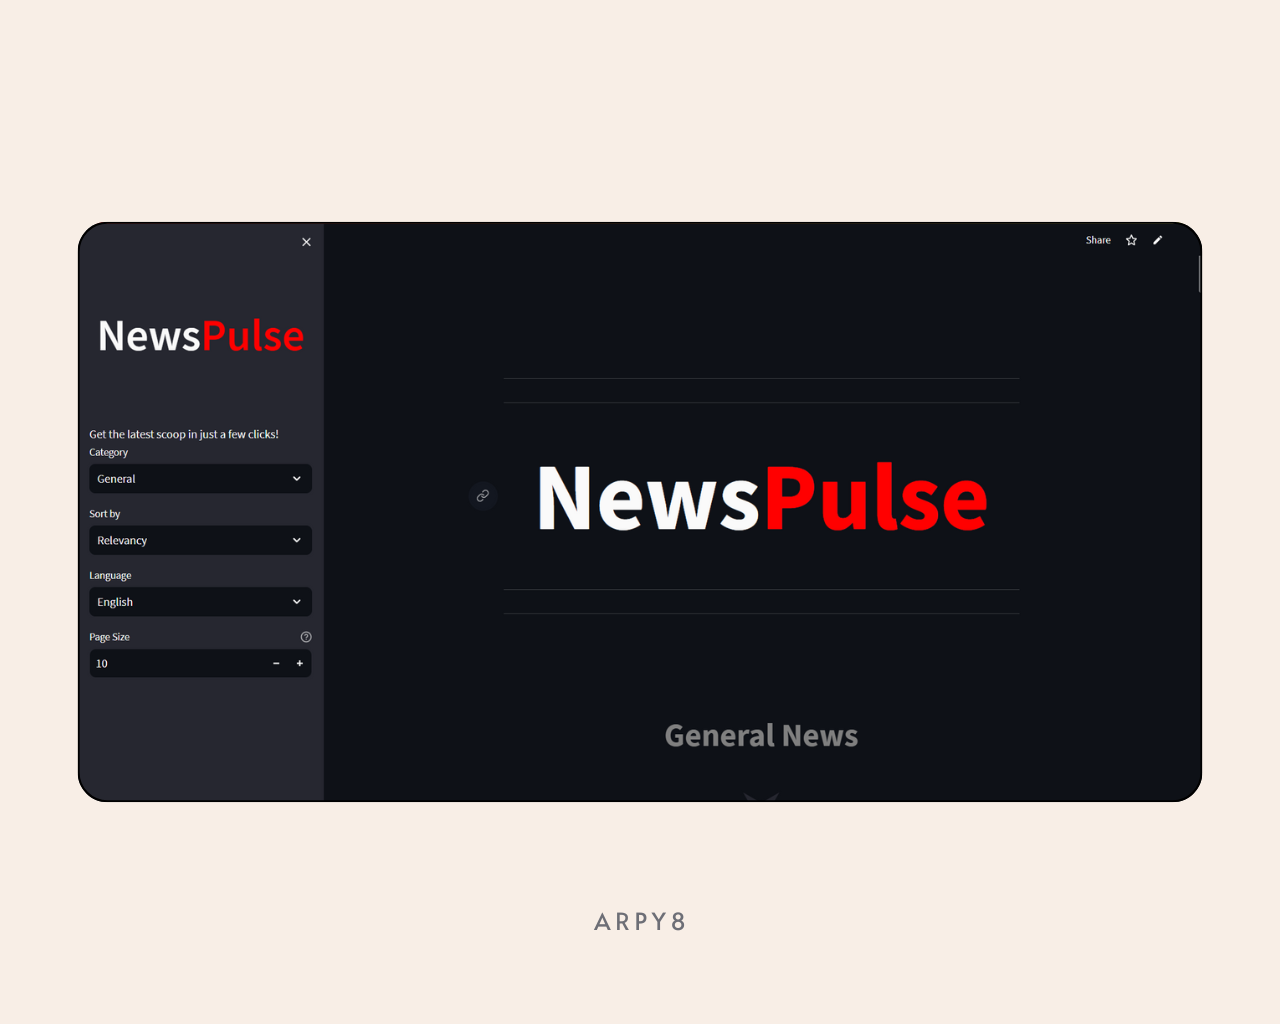 Share
NewsPulse
Get the latest scoop in just a few clicks!
Category
General
Sort by
Relevancy
Language
English
Page Size
10
NewsPulse
General News
ARPY8